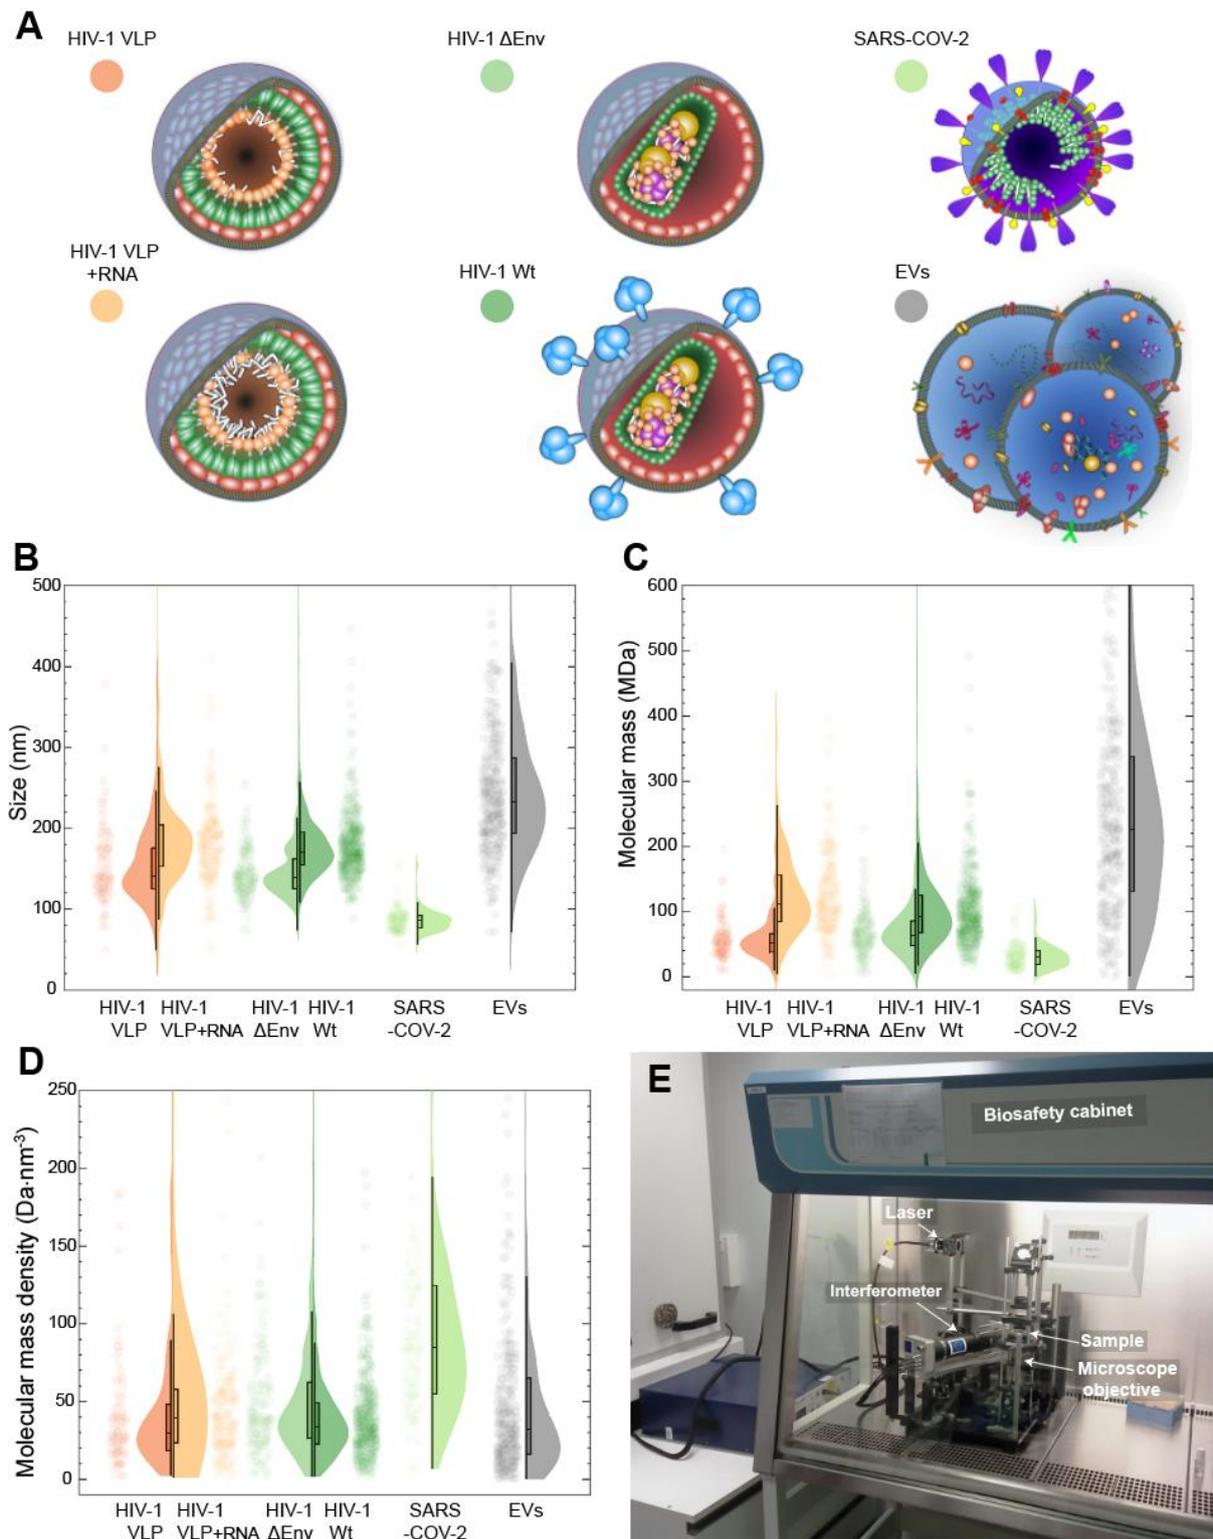 A
HIV-1 VLP
HIV-1 ΔEnv
SARS-COV-2
HIV-1 VLP
+RNA
HIV-1 Wt
EVs
B
500
400
300
200
100
0
Size (nm)
HIV-1
VLP
HIV-1
VLP+RNA
HIV-1
ΔEnv
HIV-1
Wt
SARS
-COV-2
EVs
C
600
500
400
300
200
100
0
Molecular mass (MDa)
HIV-1
VLP
HIV-1
VLP+RNA
HIV-1
ΔEnv
HIV-1
Wt
SARS
-COV-2
EVs
D
250
200
150
100
50
0
Molecular mass density (Da·nm⁻³)
HIV-1
VLP
HIV-1
VLP+RNA
HIV-1
ΔEnv
HIV-1
Wt
SARS
-COV-2
EVs
E
Biosafety cabinet
Laser
Interferometer
Sample
Microscope
objective